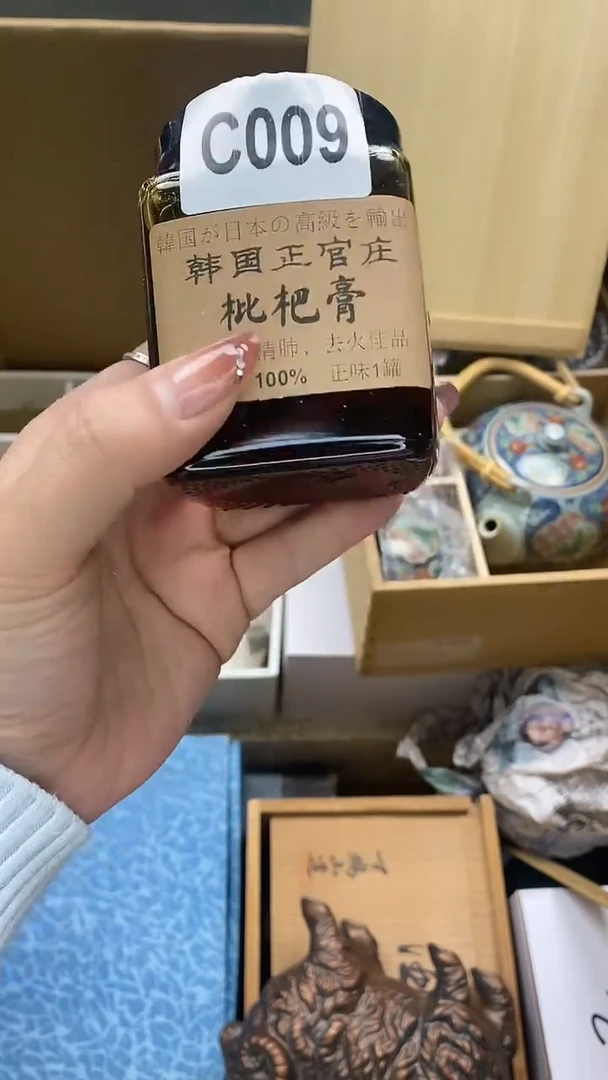 C009
韓国が日本の高級を輸出
韩国正官庄
枇杷膏
清肺，去火佳品
100% 正味1罐